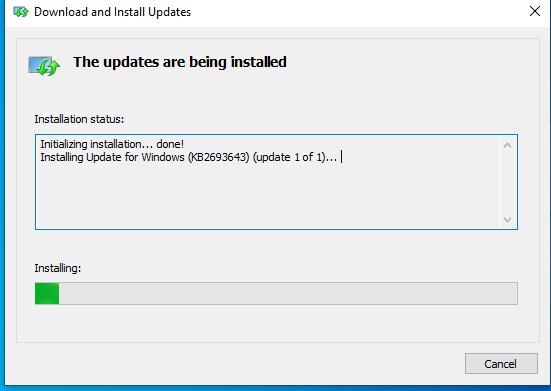 Download and Install Updates
The updates are being installed
Installation status:
Initializing installation... done!
Installing Update for Windows (KB2693643) (update 1 of 1)...
Installing:
Cancel